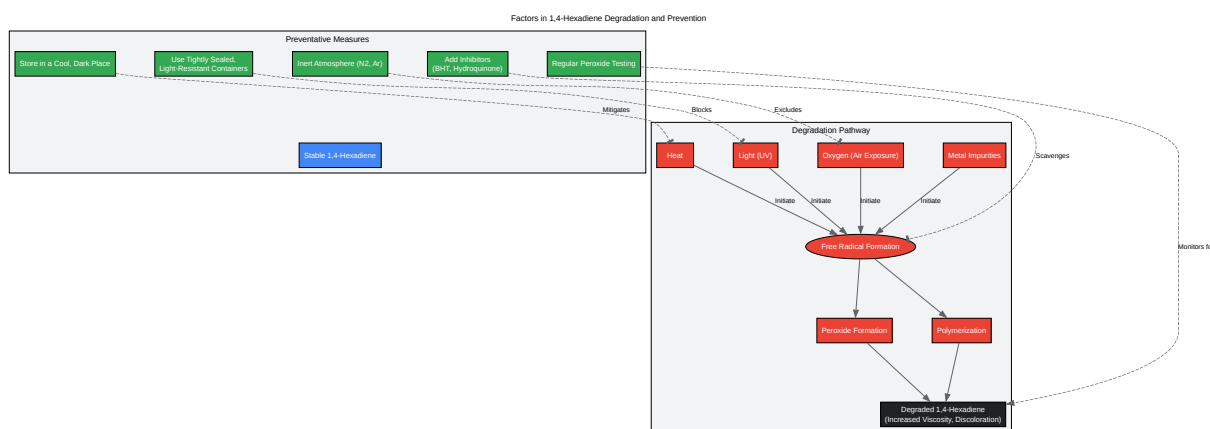 Factors in 1,4-Hexadiene Degradation and Prevention
Preventative Measures
Store in a Cool, Dark Place
Use Tightly Sealed,
Light-Resistant Containers
Inert Atmosphere (N2, Ar)
Add Inhibitors
(BHT, Hydroquinone)
Regular Peroxide Testing
Mitigates
Blocks
Excludes
Degradation Pathway
Stable 1,4-Hexadiene
Heat
Light (UV)
Oxygen (Air Exposure)
Metal Impurities
Scavenges
Initiate
Initiate
Initiate
Initiate
Free Radical Formation
Monitors fo
Peroxide Formation
Polymerization
Degraded 1,4-Hexadiene
(Increased Viscosity, Discoloration)